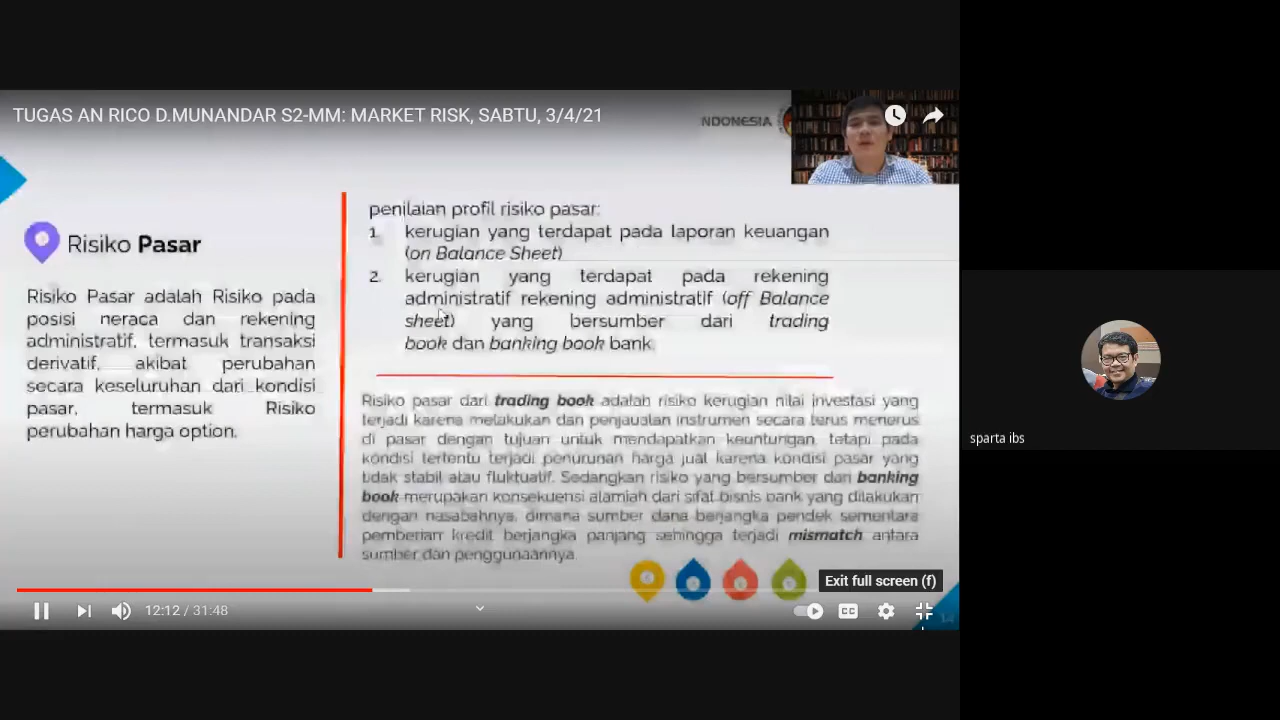 TUGAS AN RICO D.MUNANDAR S2-MM: MARKET RISK, SABTU, 3/4/21
NDONESIA
Risiko Pasar
Risiko Pasar adalah Risiko pada
posisi neraca dan rekening
administratif, termasuk transaksi
derivatif, akibat perubahan
secara keseluruhan dari kondisi
pasar, termasuk Risiko
perubahan harga option.
penilaian profil risiko pasar:
1. kerugian yang terdapat pada laporan keuangan
(on Balance Sheet)
2. kerugian yang terdapat pada rekening
administratif rekening administratif (off Balance
sheet) yang bersumber dari trading
book dan banking book bank.
Risiko pasar dari trading book adalah risiko kerugian nilai investasi yang
terjadi karena melakukan dan penjaualan instrumen secara terus menerus
di pasar dengan tujuan untuk mendapatkan keuntungan, tetapi pada
kondisi tertentu terjadi penurunan harga jual karena kondisi pasar yang
tidak stabil atau fluktuatif. Sedangkan risiko yang bersumber dari banking
book merupakan konsekuensi alamiah dari sifat bisnis bank yang dilakukan
dengan nasabahnya, dimana sumber dana berjangka pendek sementara
pemberian kredit berjangka panjang sehingga terjadi mismatch antara
sumber dan penggunaannya.
Exit full screen (f)
12:12 / 31:48
CC
sparta ibs